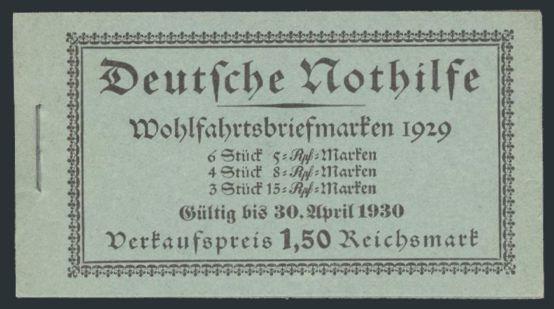 Deutsche Nothilfe
Wohlfahrtsbriefmarken 1929
6 Stück 5=Rpf=Marken
4 Stück 8=Rpf=Marken
3 Stück 15=Rpf=Marken
Gültig bis 30. April 1930
Verkaufspreis 1,50 Reichsmark